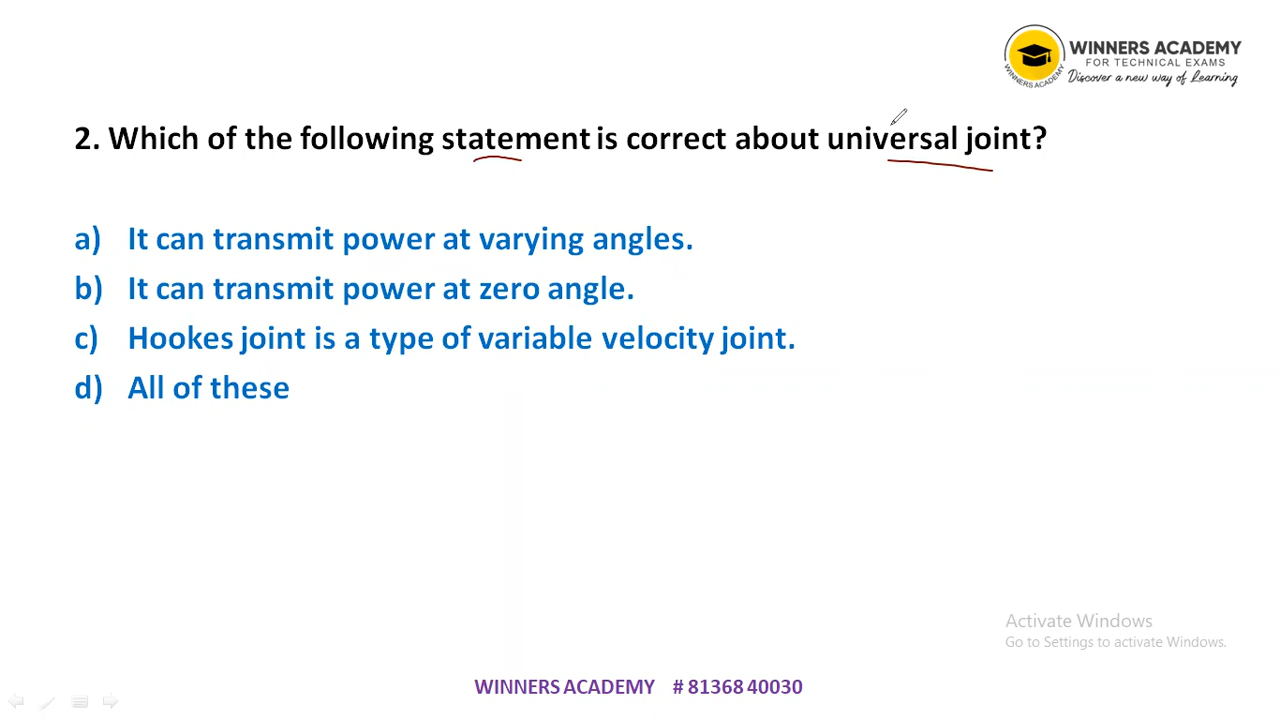 WINNERS ACADEMY
FOR TECHNICAL EXAMS
Discover a new way of Learning
WINNERS ACADEMY
2. Which of the following statement is correct about universal joint?
a) It can transmit power at varying angles.
b) It can transmit power at zero angle.
c) Hookes joint is a type of variable velocity joint.
d) All of these
Activate Windows
Go to Settings to activate Windows.
WINNERS ACADEMY # 81368 40030